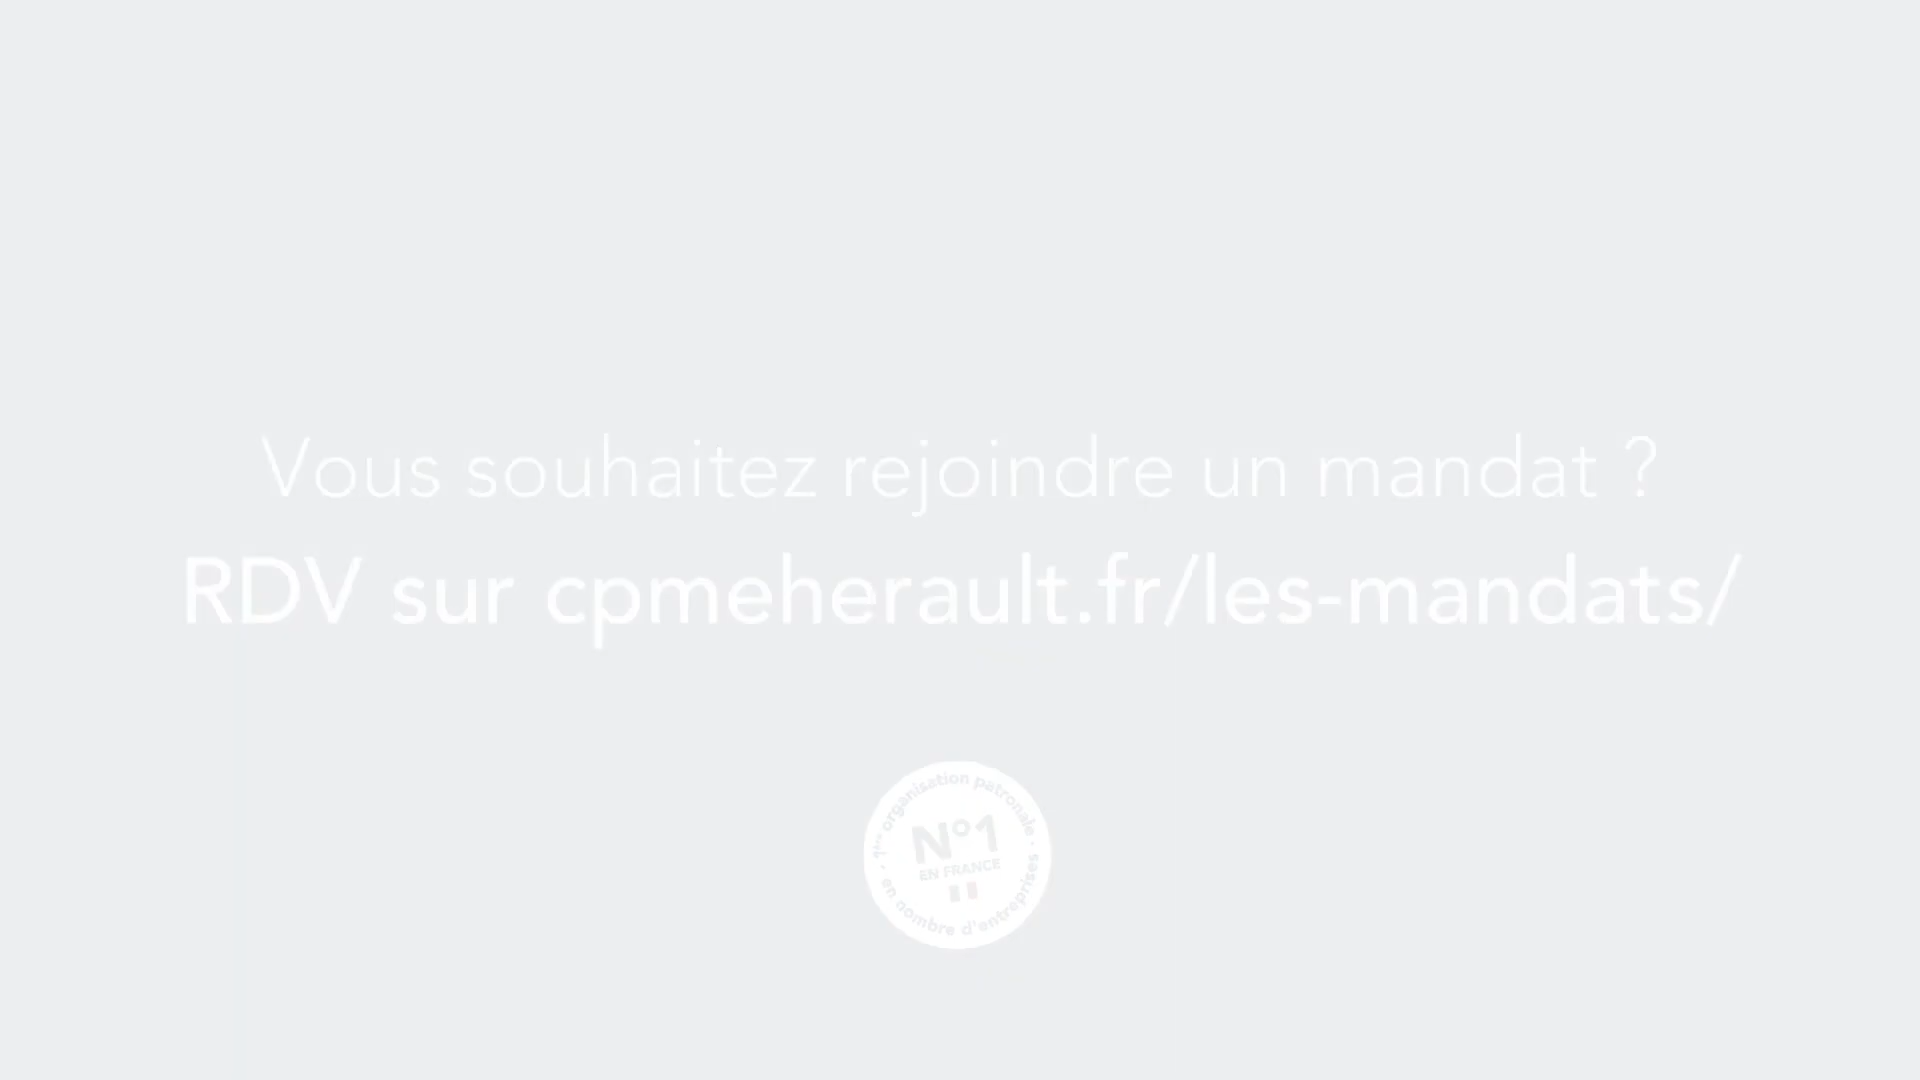 Vous souhaitez rejoindre un mandat ?
RDV sur cpmeherault.fr/les-mandats/
1ère organisation patronale
N°1
EN FRANCE
en nombre d'entreprises